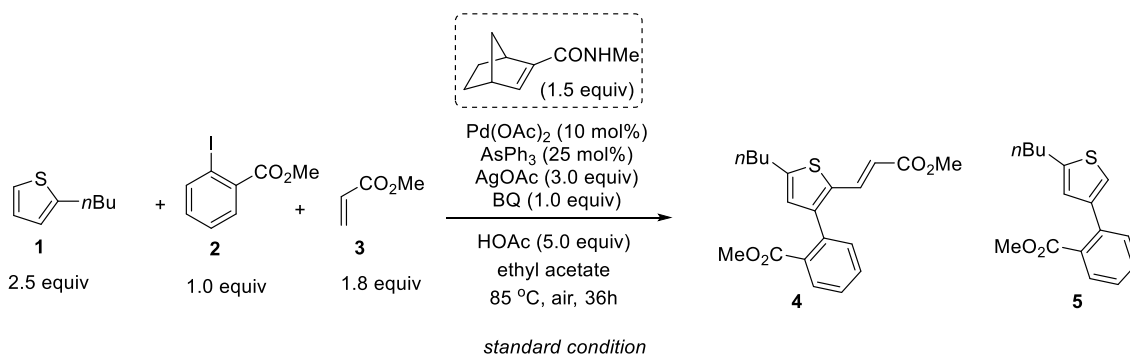 CONHMe
(1.5 equiv)
Pd(OAc)2 (10 mol%)
AsPh3 (25 mol%)
AgOAc (3.0 equiv)
BQ (1.0 equiv)
HOAc (5.0 equiv)
ethyl acetate
85 °C, air, 36h
standard condition
S
nBu
1
2.5 equiv
+
I
CO2Me
2
1.0 equiv
+
CO2Me
3
1.8 equiv
nBu
S
CO2Me
MeO2C
4
nBu
S
MeO2C
5